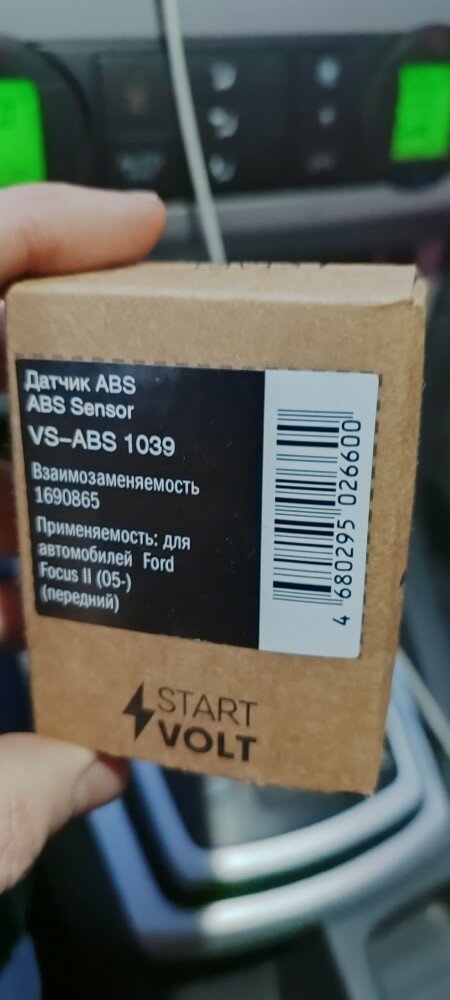 Датчик ABS
ABS Sensor
VS–ABS 1039
Взаимозаменяемость
1690865
Применяемость: для
автомобилей Ford
Focus II (05-)
(передний)
4 680295 026600
START
VOLT